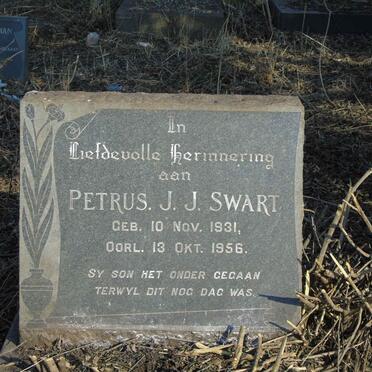 In
Liefdevolle Herinnering
aan
PETRUS. J. J. SWART.
GEB. 10 NOV. 1931,
OORL. 13 OKT. 1956.
SY SON HET ONDER GEGAAN
TERWYL DIT NOG DAG WAS.